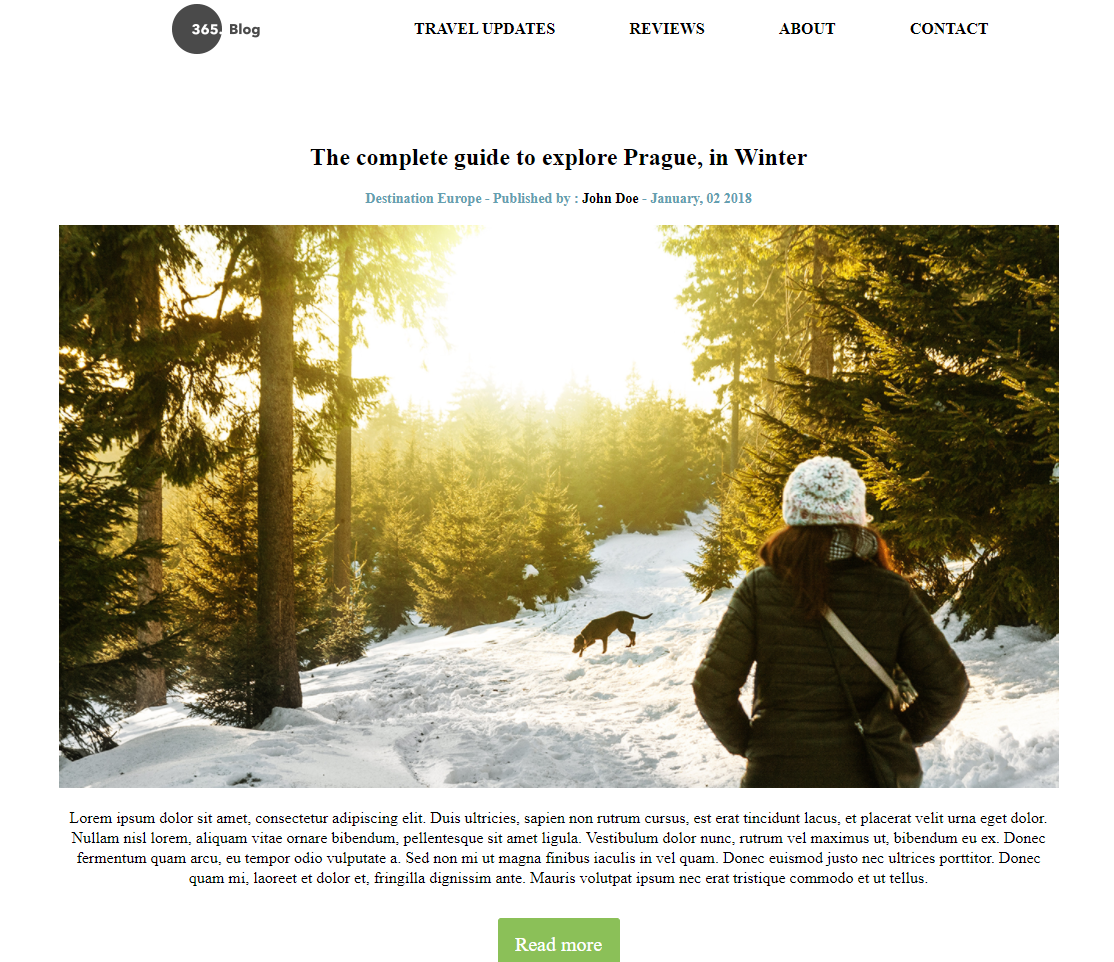 365. Blog TRAVEL UPDATES REVIEWS ABOUT CONTACT
The complete guide to explore Prague, in Winter
Destination Europe - Published by : John Doe - January, 02 2018
Lorem ipsum dolor sit amet, consectetur adipiscing elit. Duis ultricies, sapien non rutrum cursus, est erat tincidunt lacus, et placerat velit urna eget dolor.
Nullam nisl lorem, aliquam vitae ornare bibendum, pellentesque sit amet ligula. Vestibulum dolor nunc, rutrum vel maximus ut, bibendum eu ex. Donec
fermentum quam arcu, eu tempor odio vulputate a. Sed non mi ut magna finibus iaculis in vel quam. Donec euismod justo nec ultrices porttitor. Donec
quam mi, laoreet et dolor et, fringilla dignissim ante. Mauris volutpat ipsum nec erat tristique commodo et ut tellus.
Read more